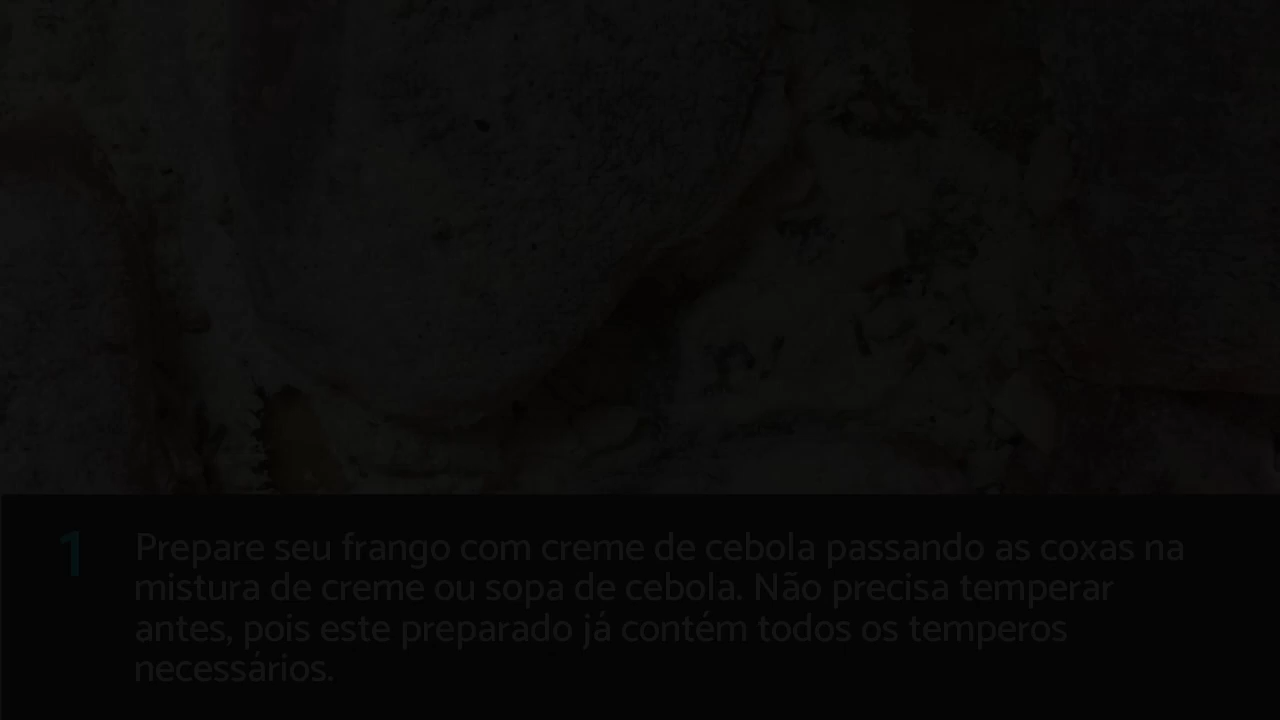 1 Prepare seu frango com creme de cebola passando as coxas na
mistura de creme ou sopa de cebola. Não precisa temperar
antes, pois este preparado já contém todos os temperos
necessários.